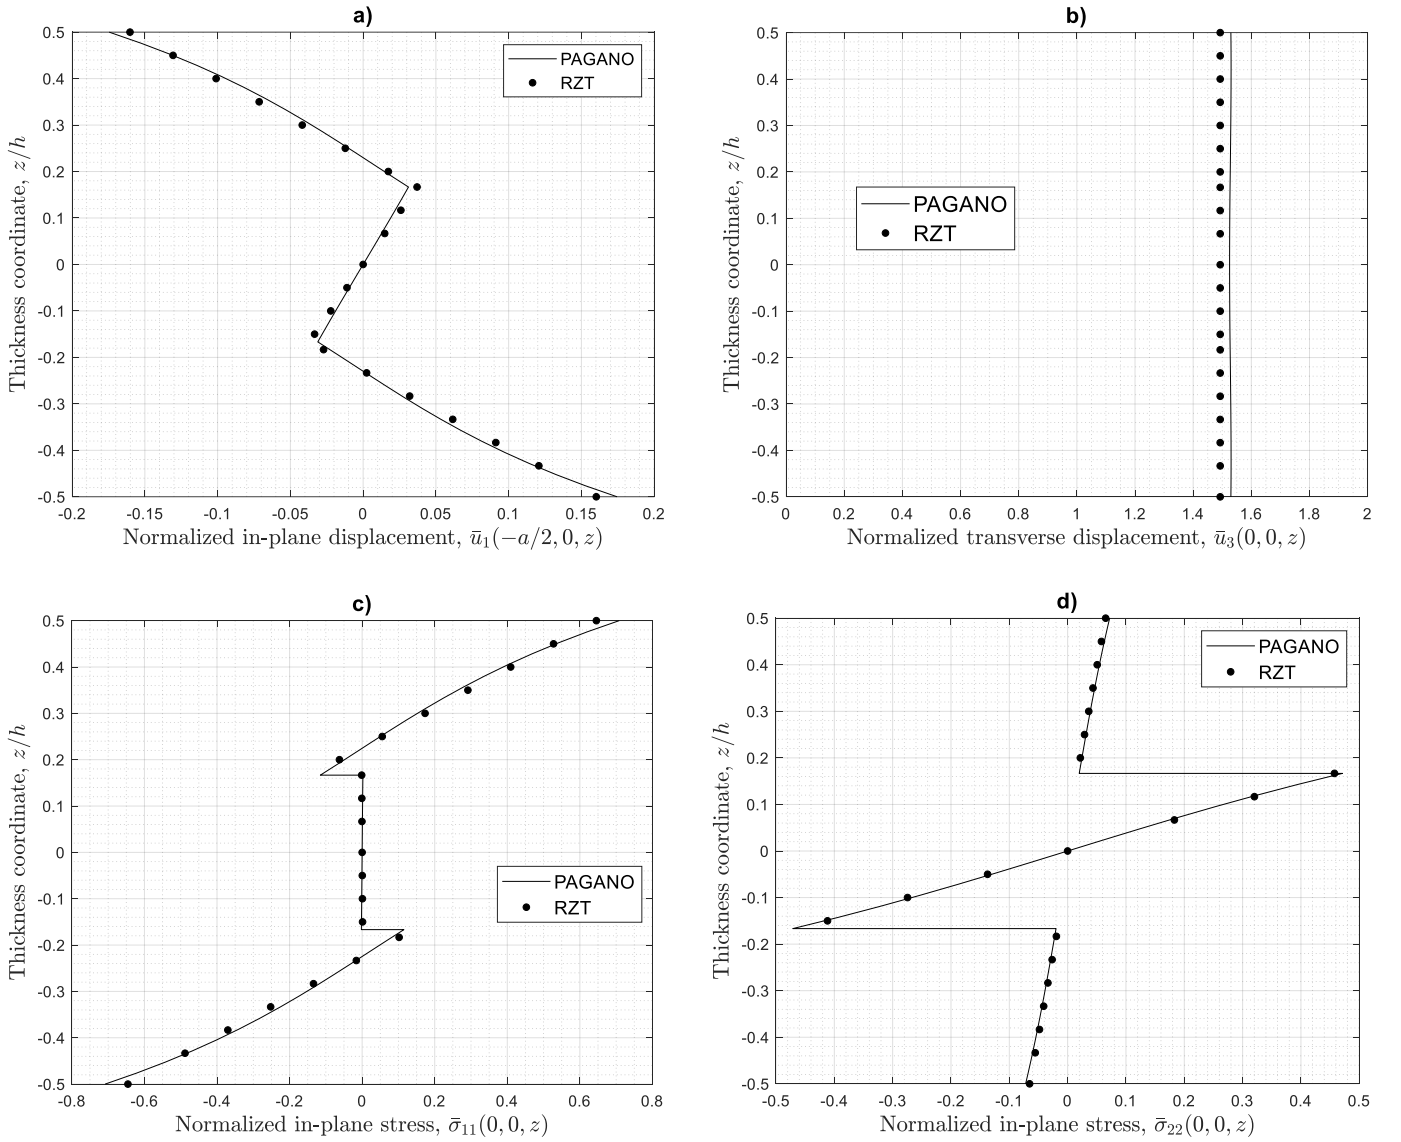 a)
0.5
0.4
0.3
0.2
0.1
0
-0.1
-0.2
-0.3
-0.4
-0.5
-0.2 -0.15 -0.1 -0.05 0 0.05 0.1 0.15 0.2
Thickness coordinate, z/h
Normalized in-plane displacement, ū₁(−a/2, 0, z)
PAGANO
RZT
b)
0.5
0.4
0.3
0.2
0.1
0
-0.1
-0.2
-0.3
-0.4
-0.5
0 0.2 0.4 0.6 0.8 1 1.2 1.4 1.6 1.8 2
Thickness coordinate, z/h
Normalized transverse displacement, ū₃(0, 0, z)
PAGANO
RZT
c)
0.5
0.4
0.3
0.2
0.1
0
-0.1
-0.2
-0.3
-0.4
-0.5
-0.8 -0.6 -0.4 -0.2 0 0.2 0.4 0.6 0.8
Thickness coordinate, z/h
Normalized in-plane stress, σ̄₁₁(0, 0, z)
PAGANO
RZT
d)
0.5
0.4
0.3
0.2
0.1
0
-0.1
-0.2
-0.3
-0.4
-0.5
-0.5 -0.4 -0.3 -0.2 -0.1 0 0.1 0.2 0.3 0.4 0.5
Thickness coordinate, z/h
Normalized in-plane stress, σ̄₂₂(0, 0, z)
PAGANO
RZT